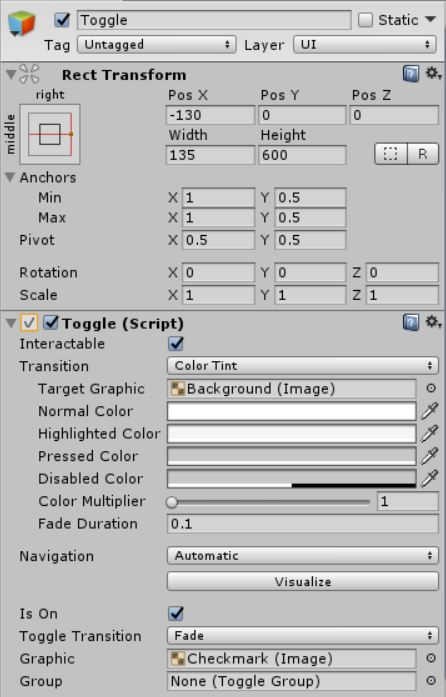 Toggle Static
Tag Untagged Layer UI
Rect Transform
right Pos X Pos Y Pos Z
middle -130 0 0
Width Height
135 600 R
Anchors
Min X 1 Y 0.5
Max X 1 Y 0.5
Pivot X 0.5 Y 0.5
Rotation X 0 Y 0 Z 0
Scale X 1 Y 1 Z 1
Toggle (Script)
Interactable
Transition Color Tint
Target Graphic Background (Image)
Normal Color
Highlighted Color
Pressed Color
Disabled Color
Color Multiplier 1
Fade Duration 0.1
Navigation Automatic
Visualize
Is On
Toggle Transition Fade
Graphic Checkmark (Image)
Group None (Toggle Group)